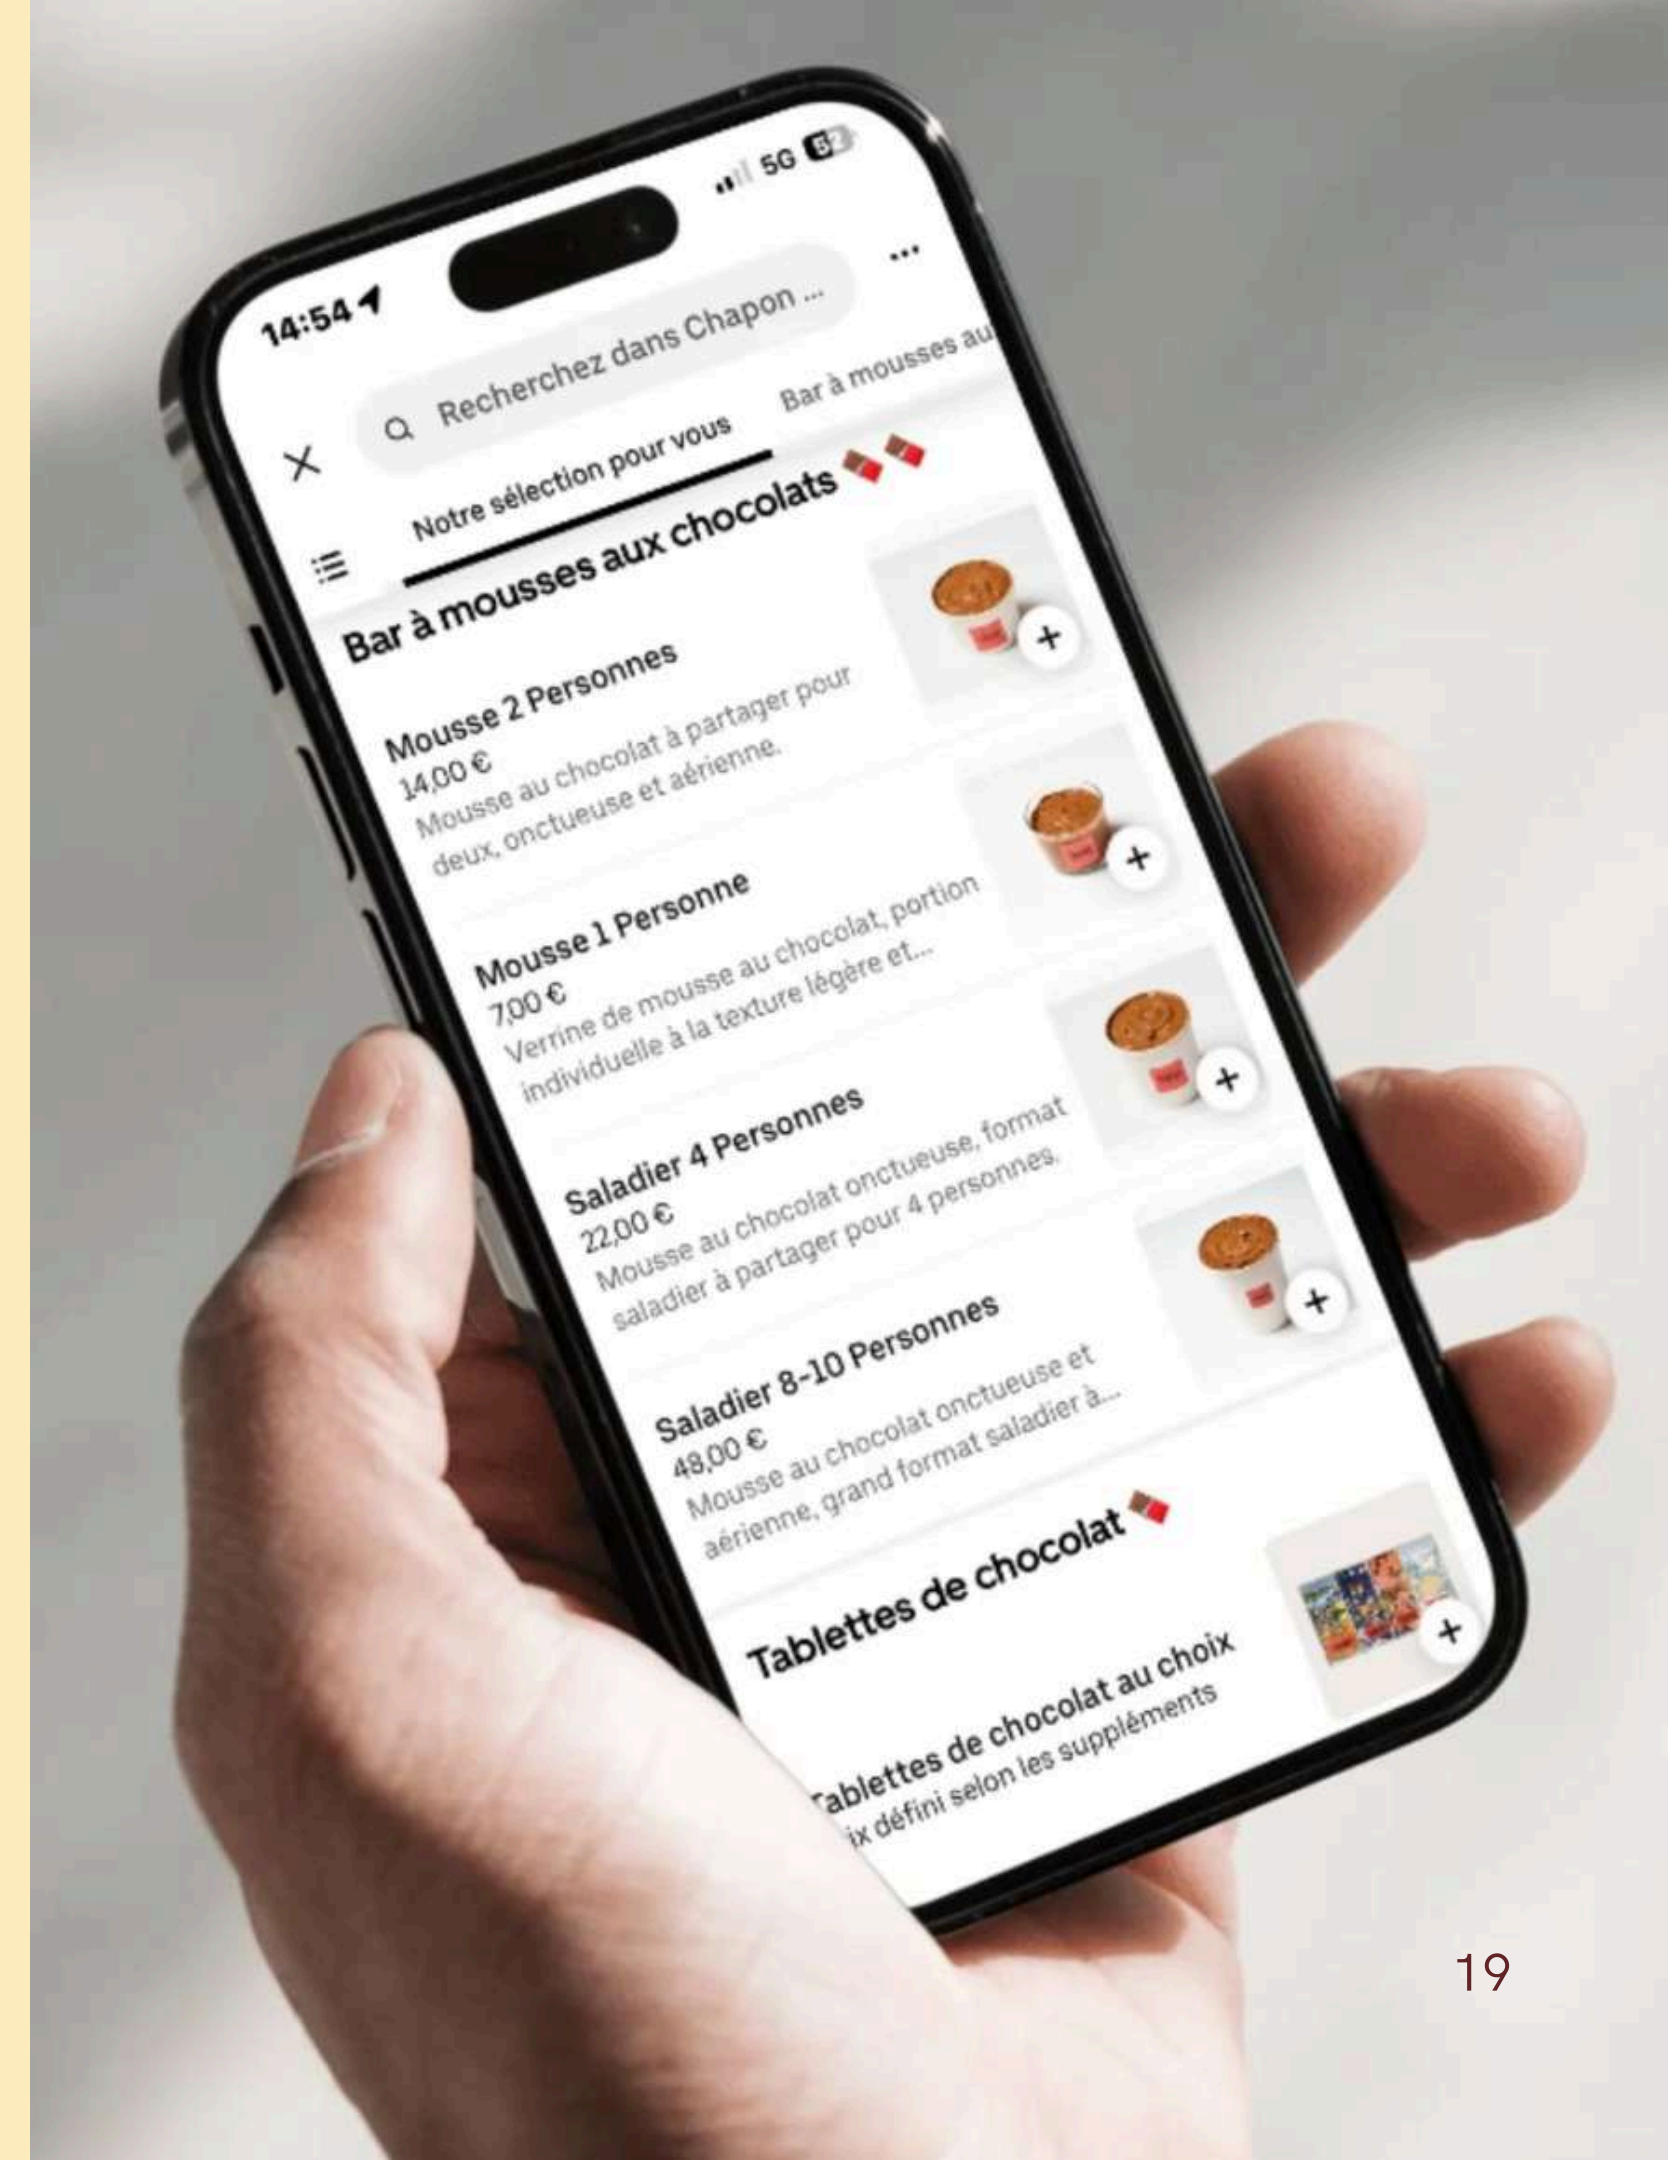 14:54
5G 52
Recherchez dans Chapon ...
Notre sélection pour vous
Bar à mousses au
Bar à mousses aux chocolats
Mousse 2 Personnes
14,00 €
Mousse au chocolat à partager pour
deux, onctueuse et aérienne.
Mousse 1 Personne
7,00 €
Verrine de mousse au chocolat, portion
individuelle à la texture légère et...
Saladier 4 Personnes
22,00 €
Mousse au chocolat onctueuse, format
saladier à partager pour 4 personnes.
Saladier 8-10 Personnes
48,00 €
Mousse au chocolat onctueuse et
aérienne, grand format saladier à...
Tablettes de chocolat
Tablettes de chocolat au choix
ix défini selon les suppléments
19